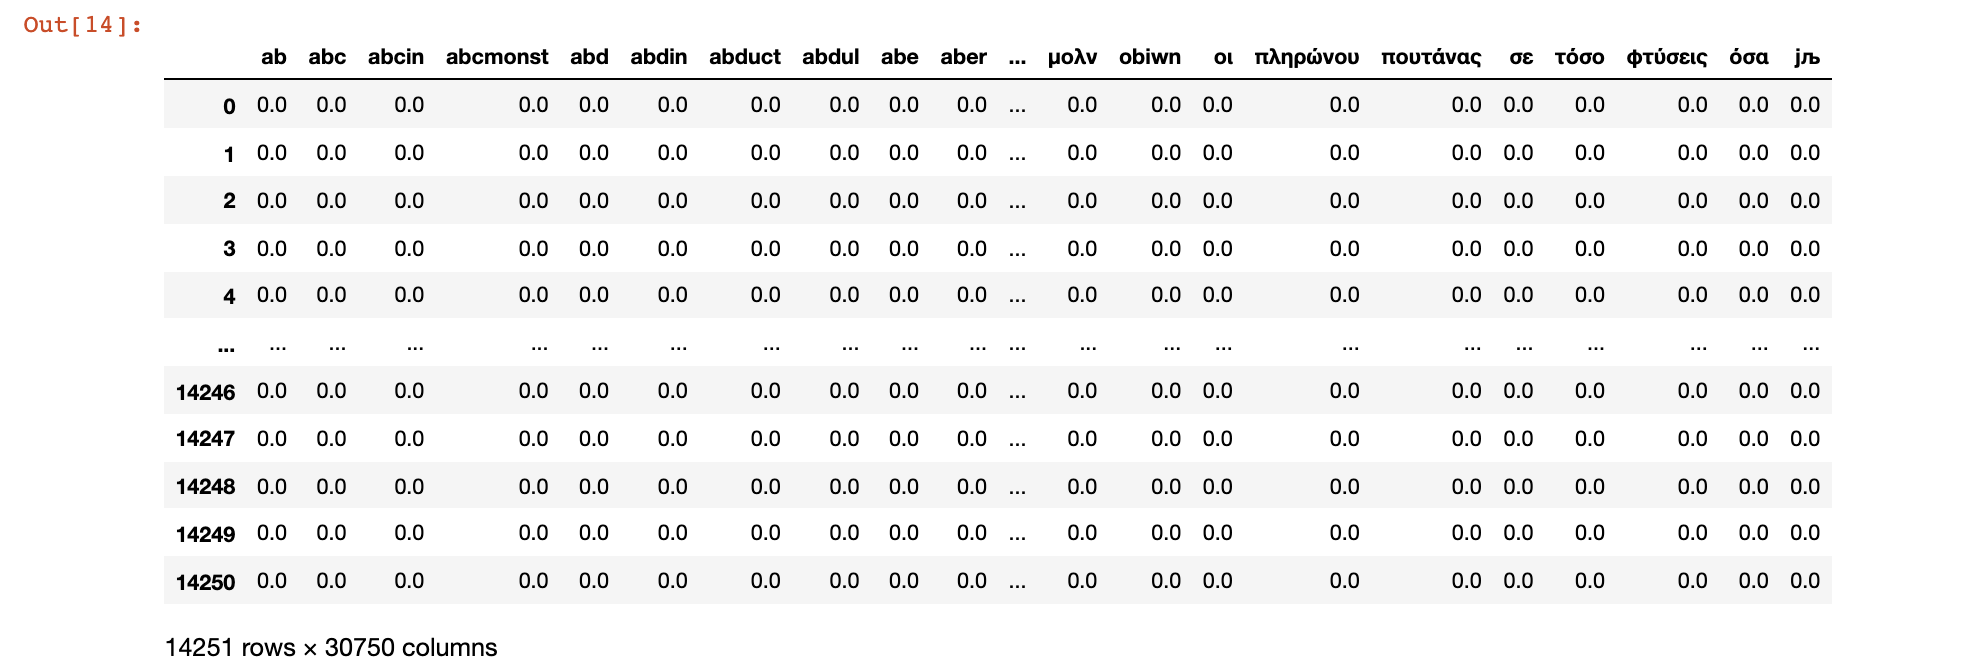 Out[14]:
ab abc abcin abcmonst abd abdin abduct abdul abe aber ... μολν obiwn οι πληρώνου πουτάνας σε τόσο φτύσεις όσα jљ
0 0.0 0.0 0.0 0.0 0.0 0.0 0.0 0.0 0.0 0.0 ... 0.0 0.0 0.0 0.0 0.0 0.0 0.0 0.0 0.0 0.0
1 0.0 0.0 0.0 0.0 0.0 0.0 0.0 0.0 0.0 0.0 ... 0.0 0.0 0.0 0.0 0.0 0.0 0.0 0.0 0.0 0.0
2 0.0 0.0 0.0 0.0 0.0 0.0 0.0 0.0 0.0 0.0 ... 0.0 0.0 0.0 0.0 0.0 0.0 0.0 0.0 0.0 0.0
3 0.0 0.0 0.0 0.0 0.0 0.0 0.0 0.0 0.0 0.0 ... 0.0 0.0 0.0 0.0 0.0 0.0 0.0 0.0 0.0 0.0
4 0.0 0.0 0.0 0.0 0.0 0.0 0.0 0.0 0.0 0.0 ... 0.0 0.0 0.0 0.0 0.0 0.0 0.0 0.0 0.0 0.0
... ... ... ... ... ... ... ... ... ... ... ... ... ... ... ... ... ... ... ... ... ...
14246 0.0 0.0 0.0 0.0 0.0 0.0 0.0 0.0 0.0 0.0 ... 0.0 0.0 0.0 0.0 0.0 0.0 0.0 0.0 0.0 0.0
14247 0.0 0.0 0.0 0.0 0.0 0.0 0.0 0.0 0.0 0.0 ... 0.0 0.0 0.0 0.0 0.0 0.0 0.0 0.0 0.0 0.0
14248 0.0 0.0 0.0 0.0 0.0 0.0 0.0 0.0 0.0 0.0 ... 0.0 0.0 0.0 0.0 0.0 0.0 0.0 0.0 0.0 0.0
14249 0.0 0.0 0.0 0.0 0.0 0.0 0.0 0.0 0.0 0.0 ... 0.0 0.0 0.0 0.0 0.0 0.0 0.0 0.0 0.0 0.0
14250 0.0 0.0 0.0 0.0 0.0 0.0 0.0 0.0 0.0 0.0 ... 0.0 0.0 0.0 0.0 0.0 0.0 0.0 0.0 0.0 0.0
14251 rows × 30750 columns